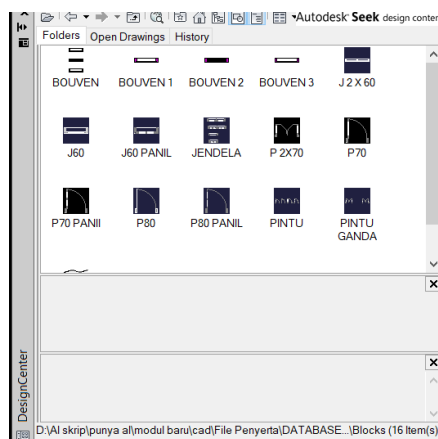 Autodesk Seek design center
Folders Open Drawings History
BOUVEN BOUVEN 1 BOUVEN 2 BOUVEN 3 J 2 X 60
J60 J60 PANIL JENDELA P 2X70 P70
P70 PANIl P80 P80 PANIL PINTU PINTU
GANDA
DesignCenter
D:\Al skrip\punya al\modul baru\cad\File Penyerta\DATABASE...\Blocks (16 Item(s)